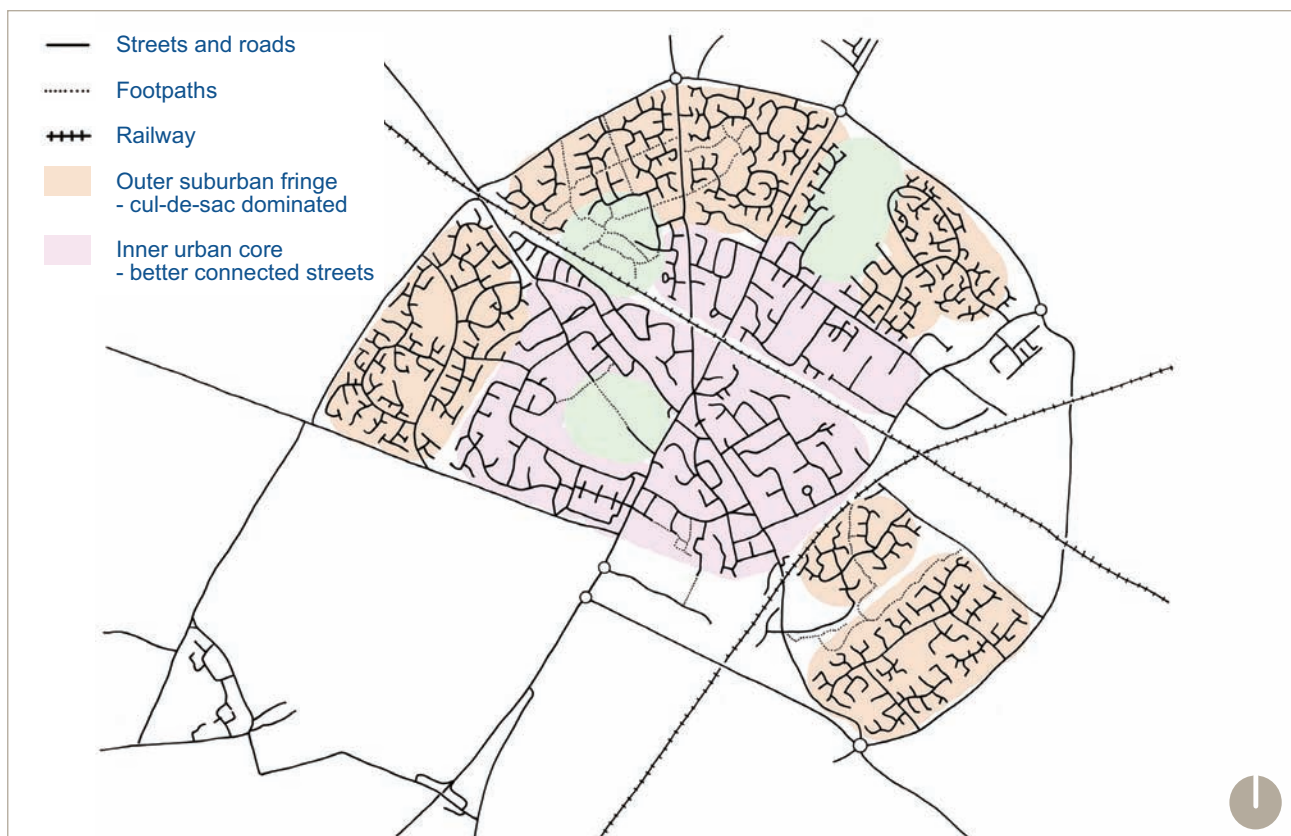 Streets and roads
Footpaths
Railway
Outer suburban fringe
- cul-de-sac dominated
Inner urban core
- better connected streets